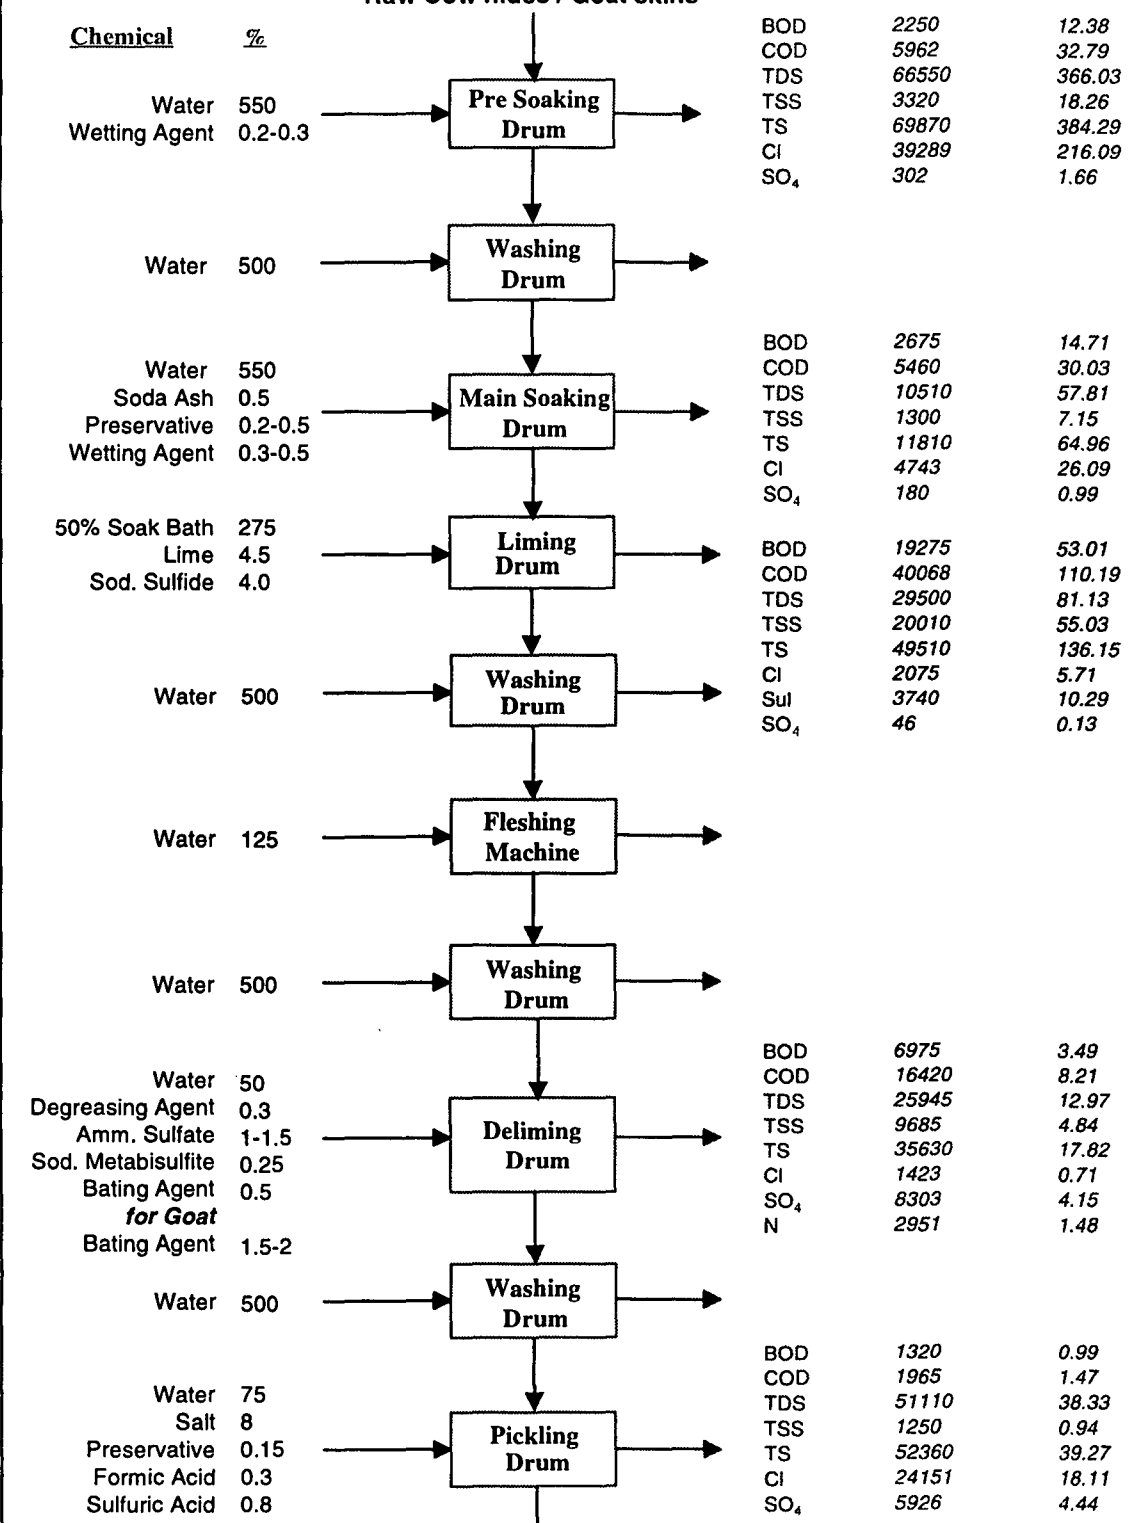 Raw Cow hides / Goat skins
Chemical %
BOD 2250 12.38
COD 5962 32.79
TDS 66550 366.03
TSS 3320 18.26
TS 69870 384.29
Cl 39289 216.09
SO₄ 302 1.66
Water 550
Wetting Agent 0.2-0.3
Pre Soaking
Drum
Water 500
Washing
Drum
Water 550
Soda Ash 0.5
Preservative 0.2-0.5
Wetting Agent 0.3-0.5
Main Soaking
Drum
BOD 2675 14.71
COD 5460 30.03
TDS 10510 57.81
TSS 1300 7.15
TS 11810 64.96
Cl 4743 26.09
SO₄ 180 0.99
50% Soak Bath 275
Lime 4.5
Sod. Sulfide 4.0
Liming
Drum
BOD 19275 53.01
COD 40068 110.19
TDS 29500 81.13
TSS 20010 55.03
TS 49510 136.15
Cl 2075 5.71
Sul 3740 10.29
SO₄ 46 0.13
Water 500
Washing
Drum
Water 125
Fleshing
Machine
Water 500
Washing
Drum
Water 50
Degreasing Agent 0.3
Amm. Sulfate 1-1.5
Sod. Metabisulfite 0.25
Bating Agent 0.5
for Goat
Bating Agent 1.5-2
Deliming
Drum
BOD 6975 3.49
COD 16420 8.21
TDS 25945 12.97
TSS 9685 4.84
TS 35630 17.82
Cl 1423 0.71
SO₄ 8303 4.15
N 2951 1.48
Water 500
Washing
Drum
Water 75
Salt 8
Preservative 0.15
Formic Acid 0.3
Sulfuric Acid 0.8
Pickling
Drum
BOD 1320 0.99
COD 1965 1.47
TDS 51110 38.33
TSS 1250 0.94
TS 52360 39.27
Cl 24151 18.11
SO₄ 5926 4.44